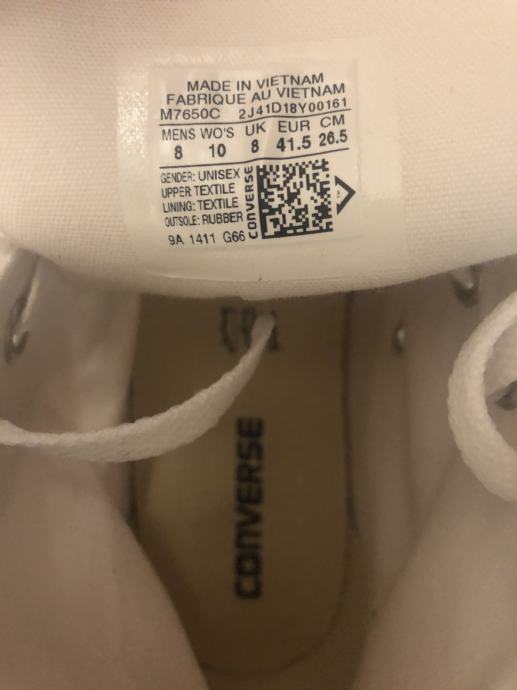 MADE IN VIETNAM
FABRIQUE AU VIETNAM
M7650C 2J41D18Y00161
MENS WO'S UK EUR CM
8 10 8 41.5 26.5
GENDER: UNISEX
UPPER: TEXTILE
LINING: TEXTILE
OUTSOLE: RUBBER
9A 1411 G66
CONVERSE
CONVERSE